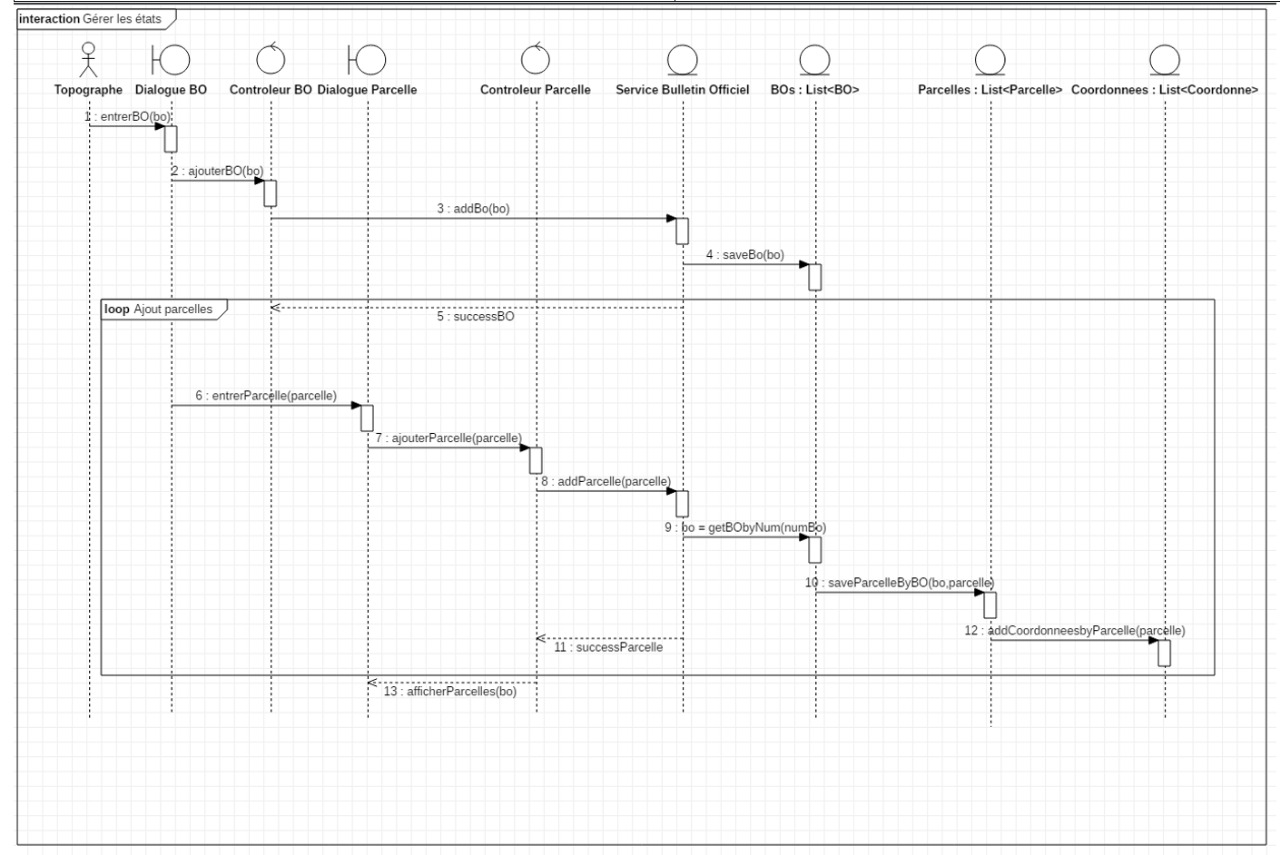 interaction Gérer les états
Topographe Dialogue BO Controleur BO Dialogue Parcelle Controleur Parcelle Service Bulletin Officiel BOs : List<BO> Parcelles : List<Parcelle> Coordonnees : List<Coordonne>
1 : entrerBO(bo)
2 : ajouterBO(bo)
3 : addBo(bo)
4 : saveBo(bo)
loop Ajout parcelles
5 : successBO
6 : entrerParcelle(parcelle)
7 : ajouterParcelle(parcelle)
8 : addParcelle(parcelle)
9 : bo = getBObyNum(numBo)
10 : saveParcelleByBO(bo,parcelle)
12 : addCoordonneesbyParcelle(parcelle)
11 : successParcelle
13 : afficherParcelles(bo)